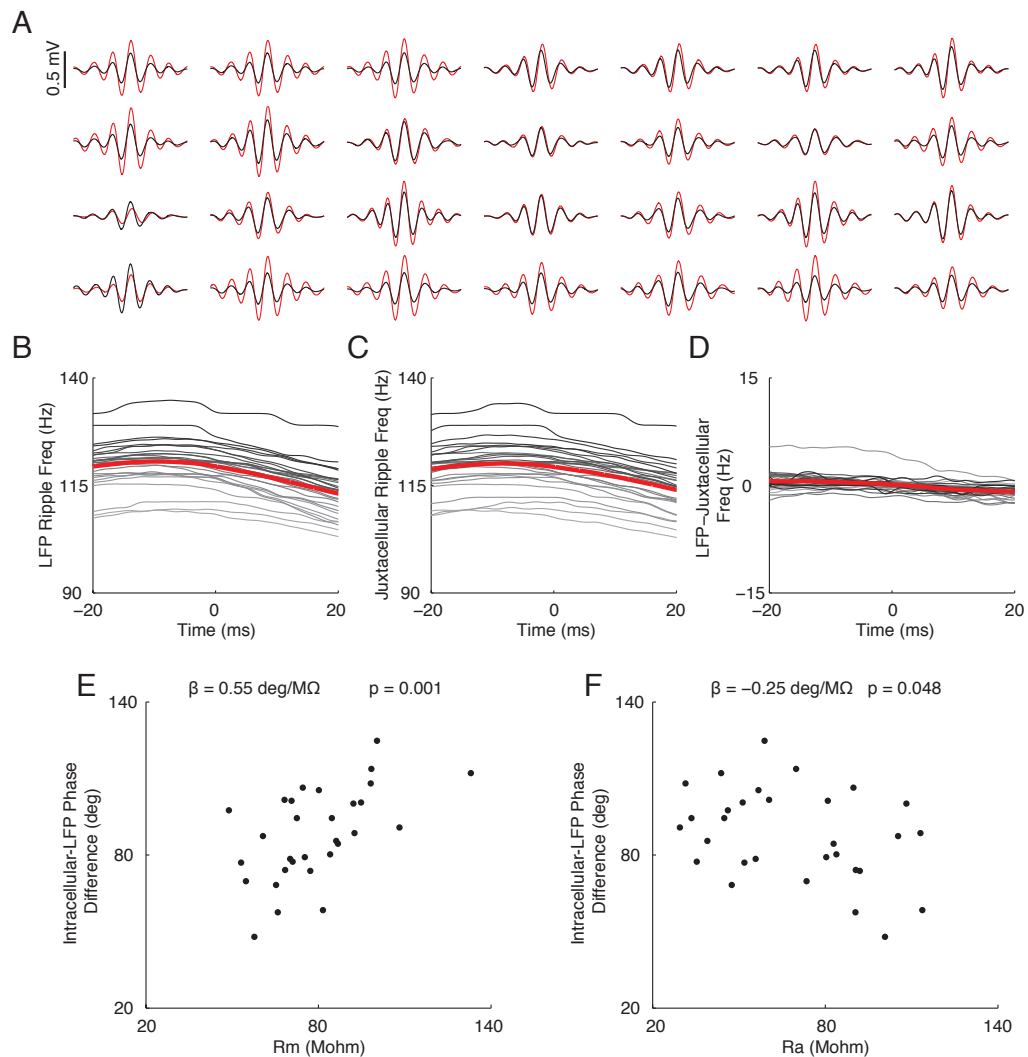 A
0.5 mV
B
C
D
LFP Ripple Freq (Hz)
140
115
90
−20
0
20
Time (ms)
Juxtacellular Ripple Freq (Hz)
140
115
90
−20
0
20
Time (ms)
LFP−Juxtacellular
Freq (Hz)
15
0
−15
−20
0
20
Time (ms)
E
β = 0.55 deg/MΩ p = 0.001
Intracellular-LFP Phase
Difference (deg)
140
80
20
20
80
140
Rm (Mohm)
F
β = −0.25 deg/MΩ p = 0.048
Intracellular-LFP Phase
Difference (deg)
140
80
20
20
80
140
Ra (Mohm)